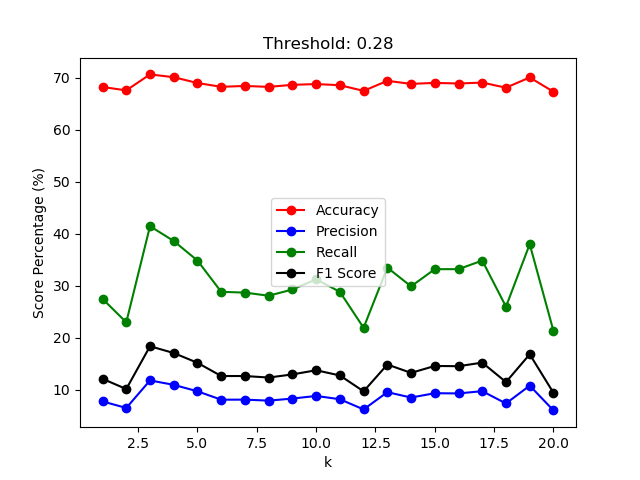 Threshold: 0.28
Score Percentage (%)
70
60
50
40
30
20
10
Accuracy
Precision
Recall
F1 Score
2.5 5.0 7.5 10.0 12.5 15.0 17.5 20.0
k